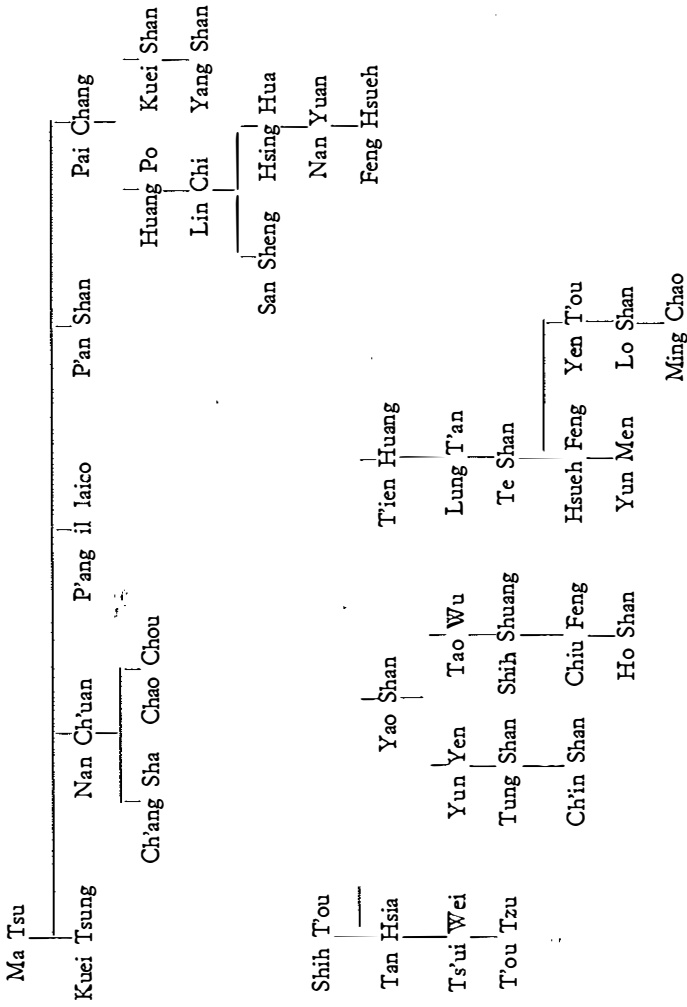 Ma Tsu
Kuei Tsung
Nan Ch'uan
P'ang il laico
P'an Shan
Pai Chang
Ch'ang Sha
Chao Chou
Huang Po
Kuei Shan
Lin Chi
Yang Shan
San Sheng
Hsing Hua
Nan Yuan
Feng Hsueh
Shih T'ou
Tan Hsia
Yao Shan
T'ien Huang
Ts'ui Wei
Yun Yen
Tao Wu
Lung T'an
T'ou Tzu
Tung Shan
Shih Shuang
Te Shan
Ch'in Shan
Chiu Feng
Hsueh Feng
Yen T'ou
Ho Shan
Yun Men
Lo Shan
Ming Chao